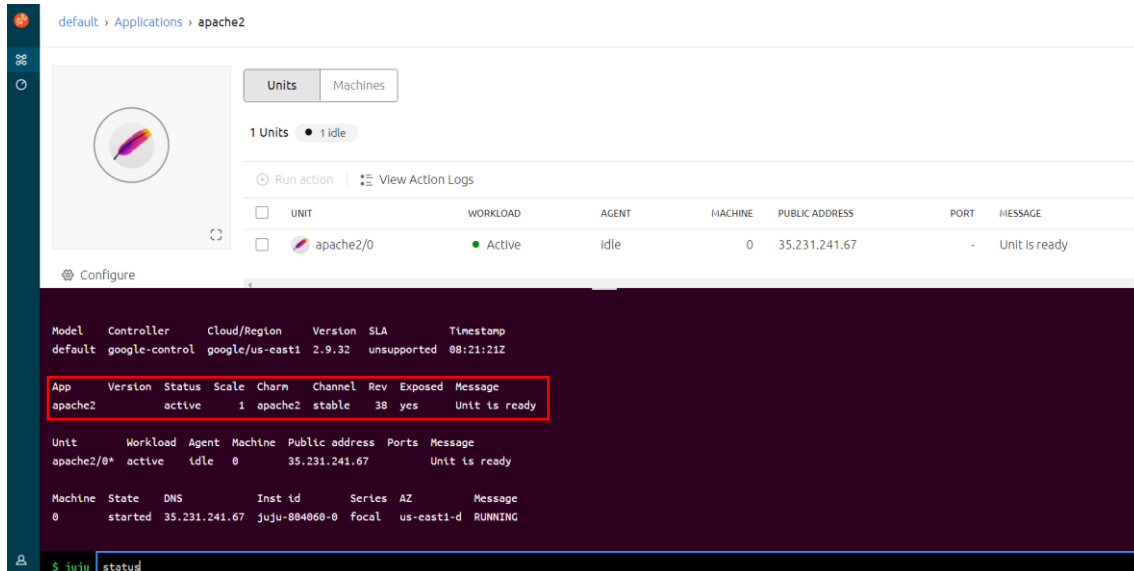 default › Applications › apache2
Units Machines
1 Units 1 idle
Run action View Action Logs
UNIT WORKLOAD AGENT MACHINE PUBLIC ADDRESS PORT MESSAGE
apache2/0 Active idle 0 35.231.241.67 - Unit is ready
Configure
Model Controller Cloud/Region Version SLA Timestamp
default google-control google/us-east1 2.9.32 unsupported 08:21:21Z
App Version Status Scale Charm Channel Rev Exposed Message
apache2 active 1 apache2 stable 38 yes Unit is ready
Unit Workload Agent Machine Public address Ports Message
apache2/0* active idle 0 35.231.241.67 Unit is ready
Machine State DNS Inst id Series AZ Message
0 started 35.231.241.67 juju-804060-0 focal us-east1-d RUNNING
$ juju status